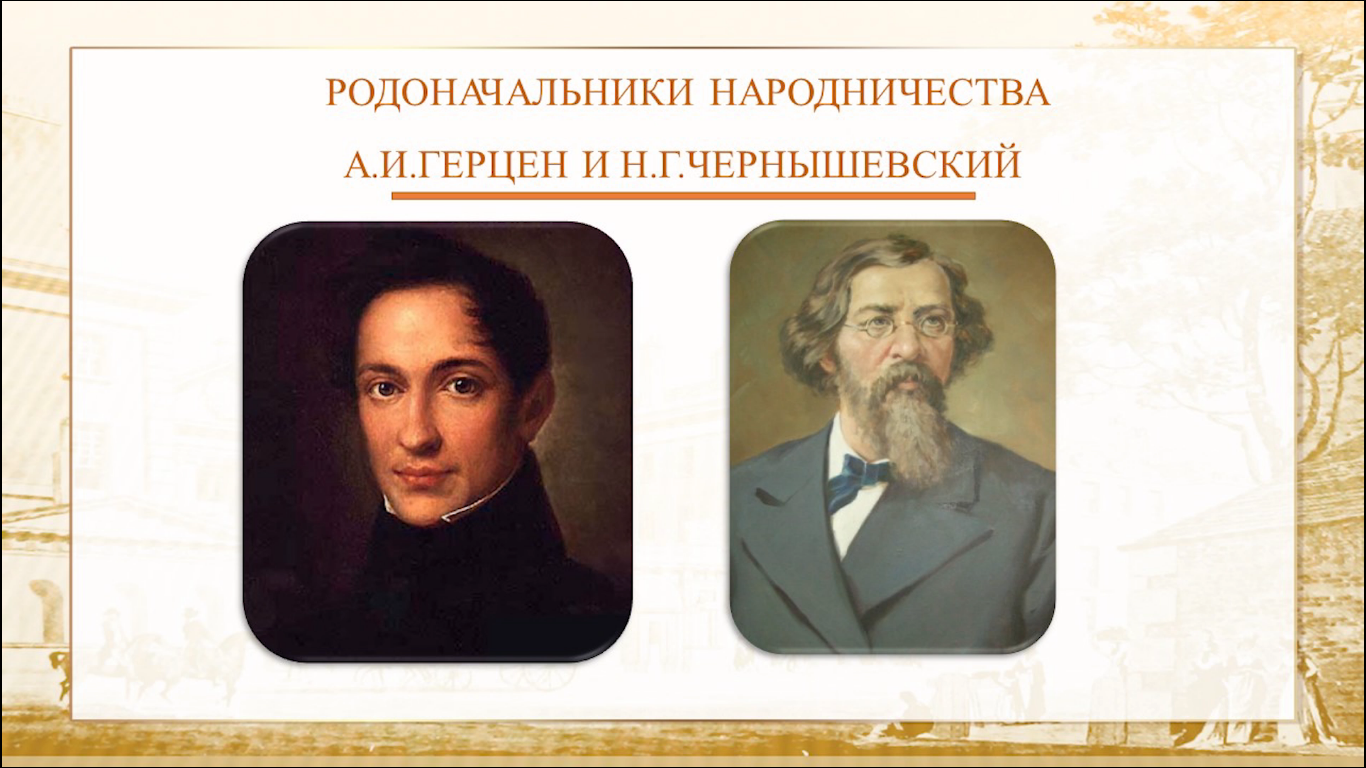 РОДОНАЧАЛЬНИКИ НАРОДНИЧЕСТВА
А.И.ГЕРЦЕН И Н.Г.ЧЕРНЫШЕВСКИЙ